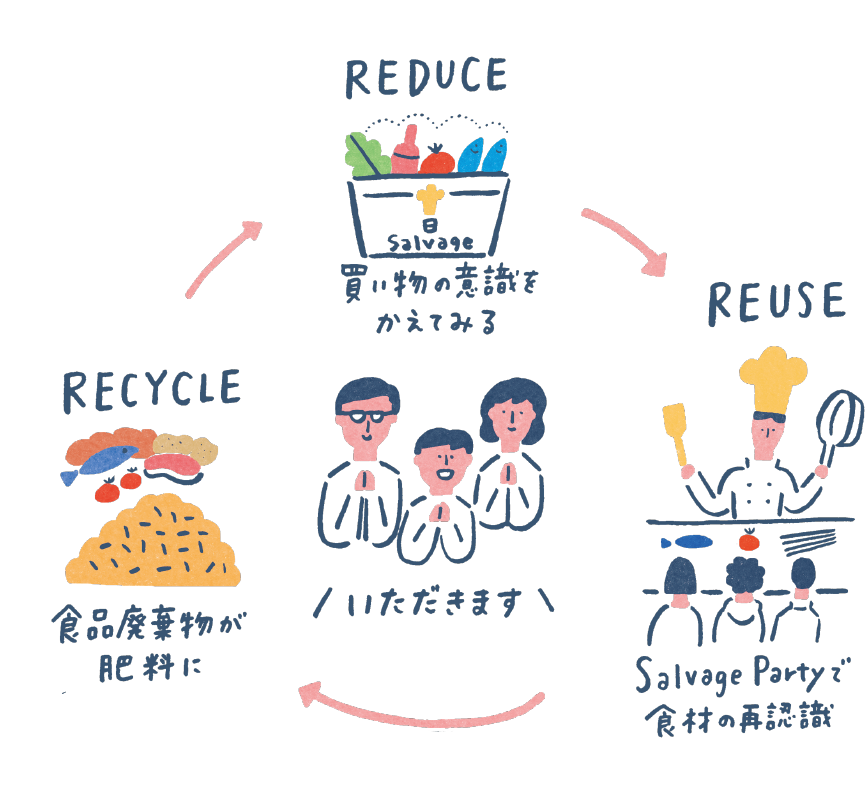 REDUCE
Salvage
買い物の意識を
かえてみる
REUSE
Salvage Partyで
食材の再認識
RECYCLE
食品廃棄物が
肥料に
\ いただきます /